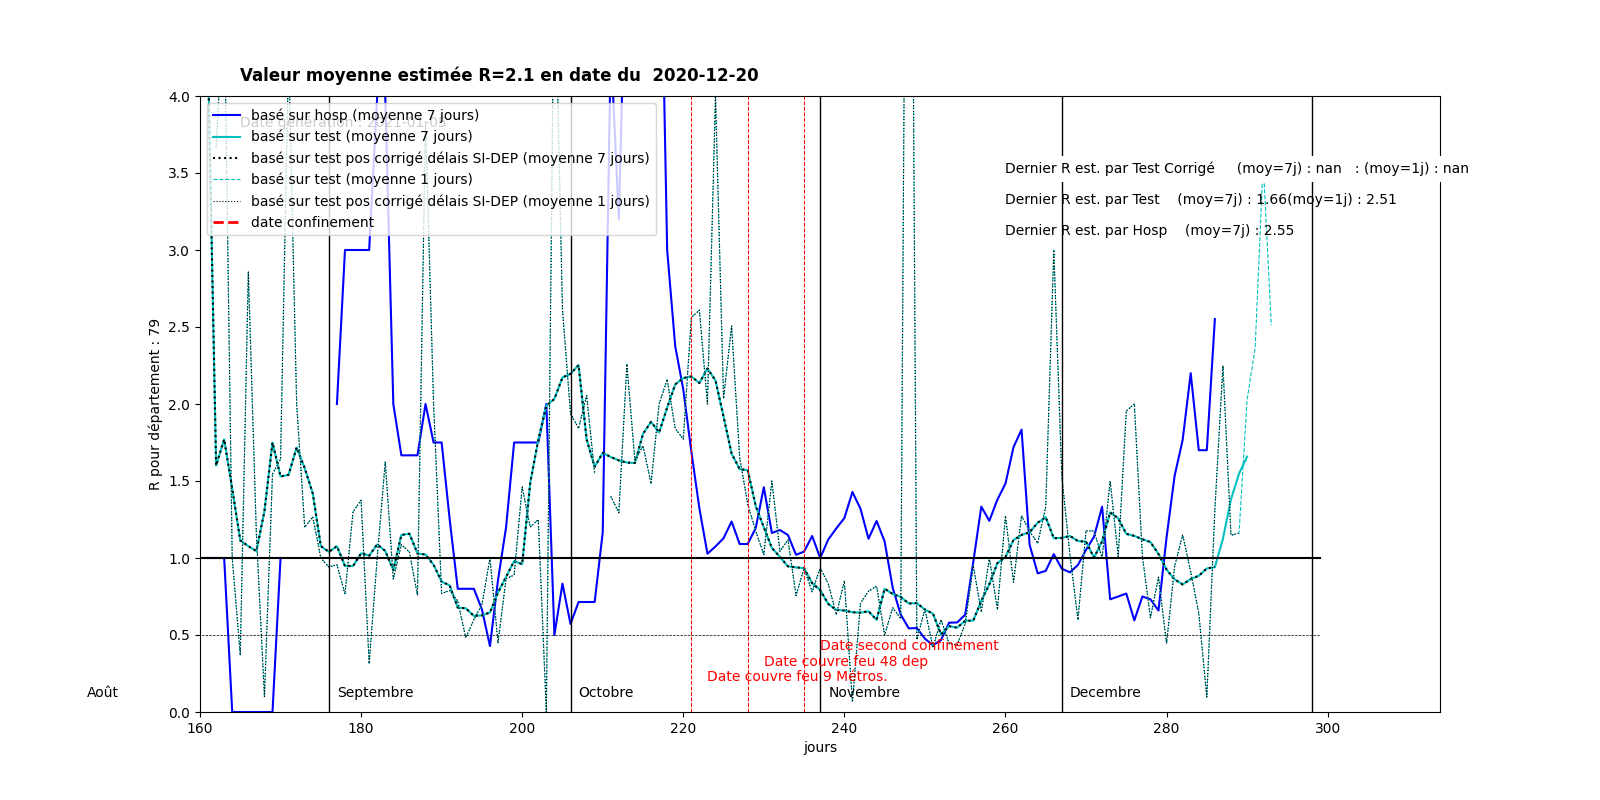 Valeur moyenne estimée R=2.1 en date du  2020-12-20
Date génération : 2021-01-05
basé sur hosp (moyenne 7 jours)
basé sur test (moyenne 7 jours)
basé sur test pos corrigé délais SI-DEP (moyenne 7 jours)
basé sur test (moyenne 1 jours)
basé sur test pos corrigé délais SI-DEP (moyenne 1 jours)
date confinement
Dernier R est. par Test Corrigé     (moy=7j) : nan   : (moy=1j) : nan
Dernier R est. par Test    (moy=7j) : 1.66(moy=1j) : 2.51
Dernier R est. par Hosp    (moy=7j) : 2.55
R pour département : 79
4.0
3.5
3.0
2.5
2.0
1.5
1.0
0.5
0.0
Date second confinement
Date couvre feu 48 dep
Date couvre feu 9 Métros.
Août
Septembre
Octobre
Novembre
Decembre
160
180
200
220
240
260
280
300
jours